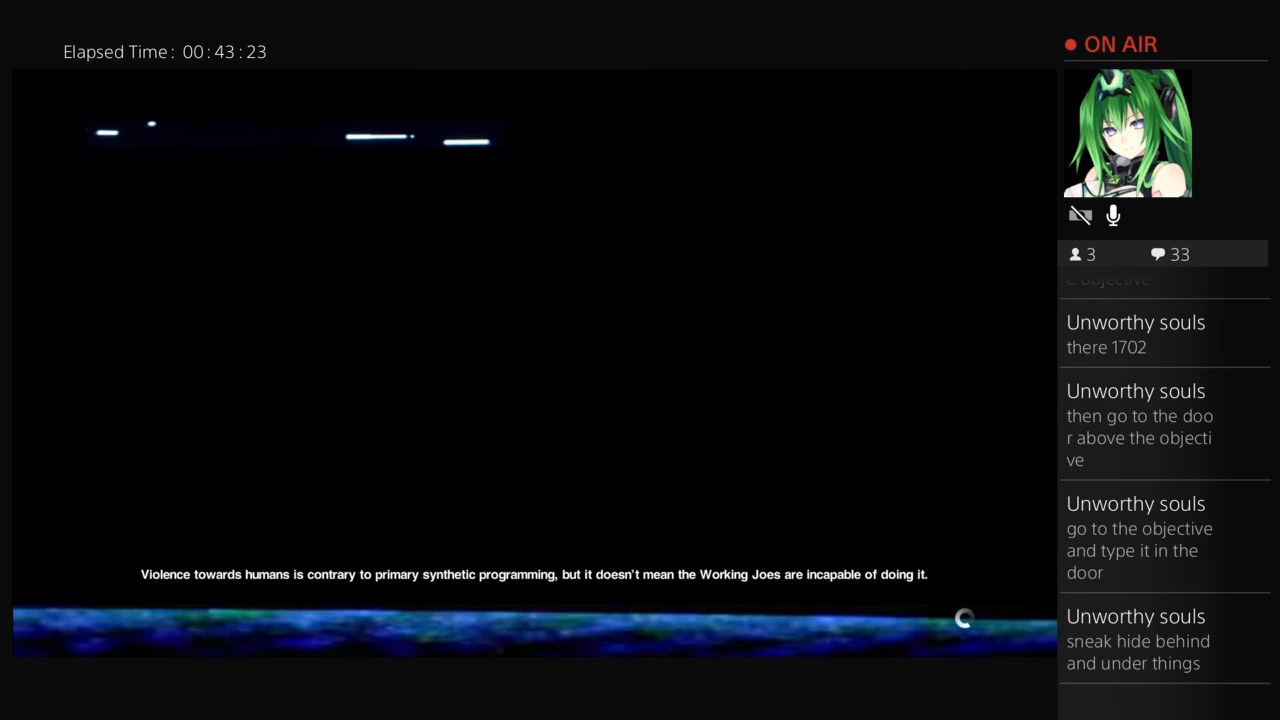 Elapsed Time: 00:43:23
ON AIR
3 33
e objective
Unworthy souls
there 1702
Unworthy souls
then go to the doo
r above the objecti
ve
Unworthy souls
go to the objective
and type it in the
door
Unworthy souls
sneak hide behind
and under things
Violence towards humans is contrary to primary synthetic programming, but it doesn't mean the Working Joes are incapable of doing it.